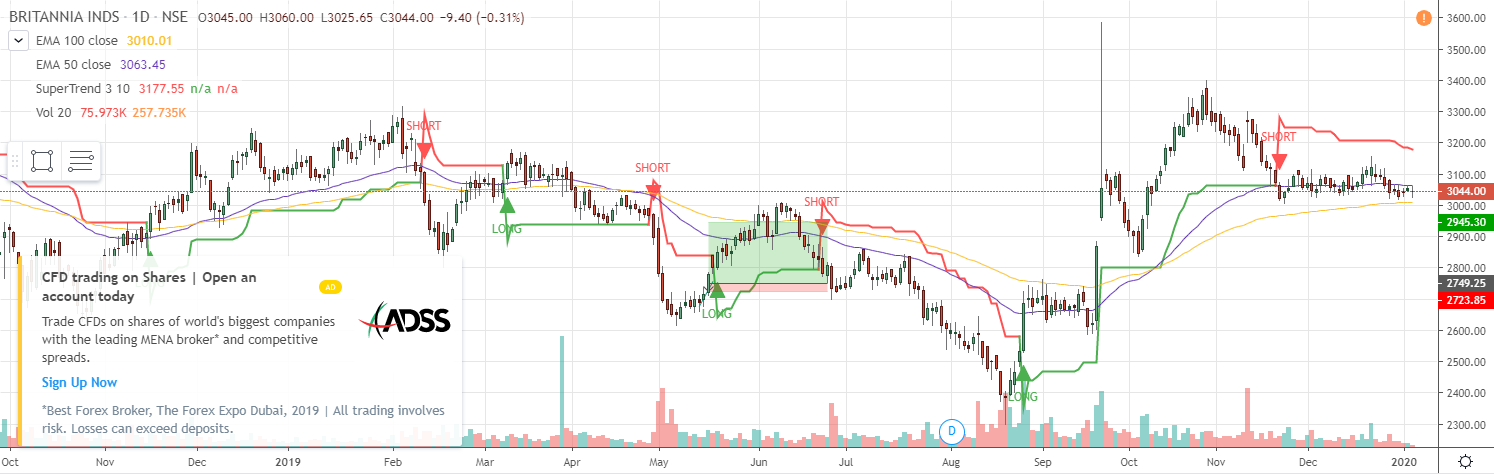 BRITANNIA INDS · 1D · NSE O3045.00 H3060.00 L3025.65 C3044.00 −9.40 (−0.31%)
EMA 100 close 3010.01
EMA 50 close 3063.45
SuperTrend 3 10 3177.55 n/a n/a
Vol 20 75.973K 257.735K
SHORT
LONG
SHORT
LONG
SHORT
LONG
SHORT
CFD trading on Shares | Open an
account today
AD
Trade CFDs on shares of world's biggest companies
with the leading MENA broker* and competitive
spreads.
Sign Up Now
*Best Forex Broker, The Forex Expo Dubai, 2019 | All trading involves
risk. Losses can exceed deposits.
ADSS
D
!
3600.00
3500.00
3400.00
3300.00
3200.00
3100.00
3044.00
3000.00
2945.30
2900.00
2800.00
2749.25
2723.85
2600.00
2500.00
2400.00
2300.00
Oct Nov Dec 2019 Feb Mar Apr May Jun Jul Aug Sep Oct Nov Dec 2020